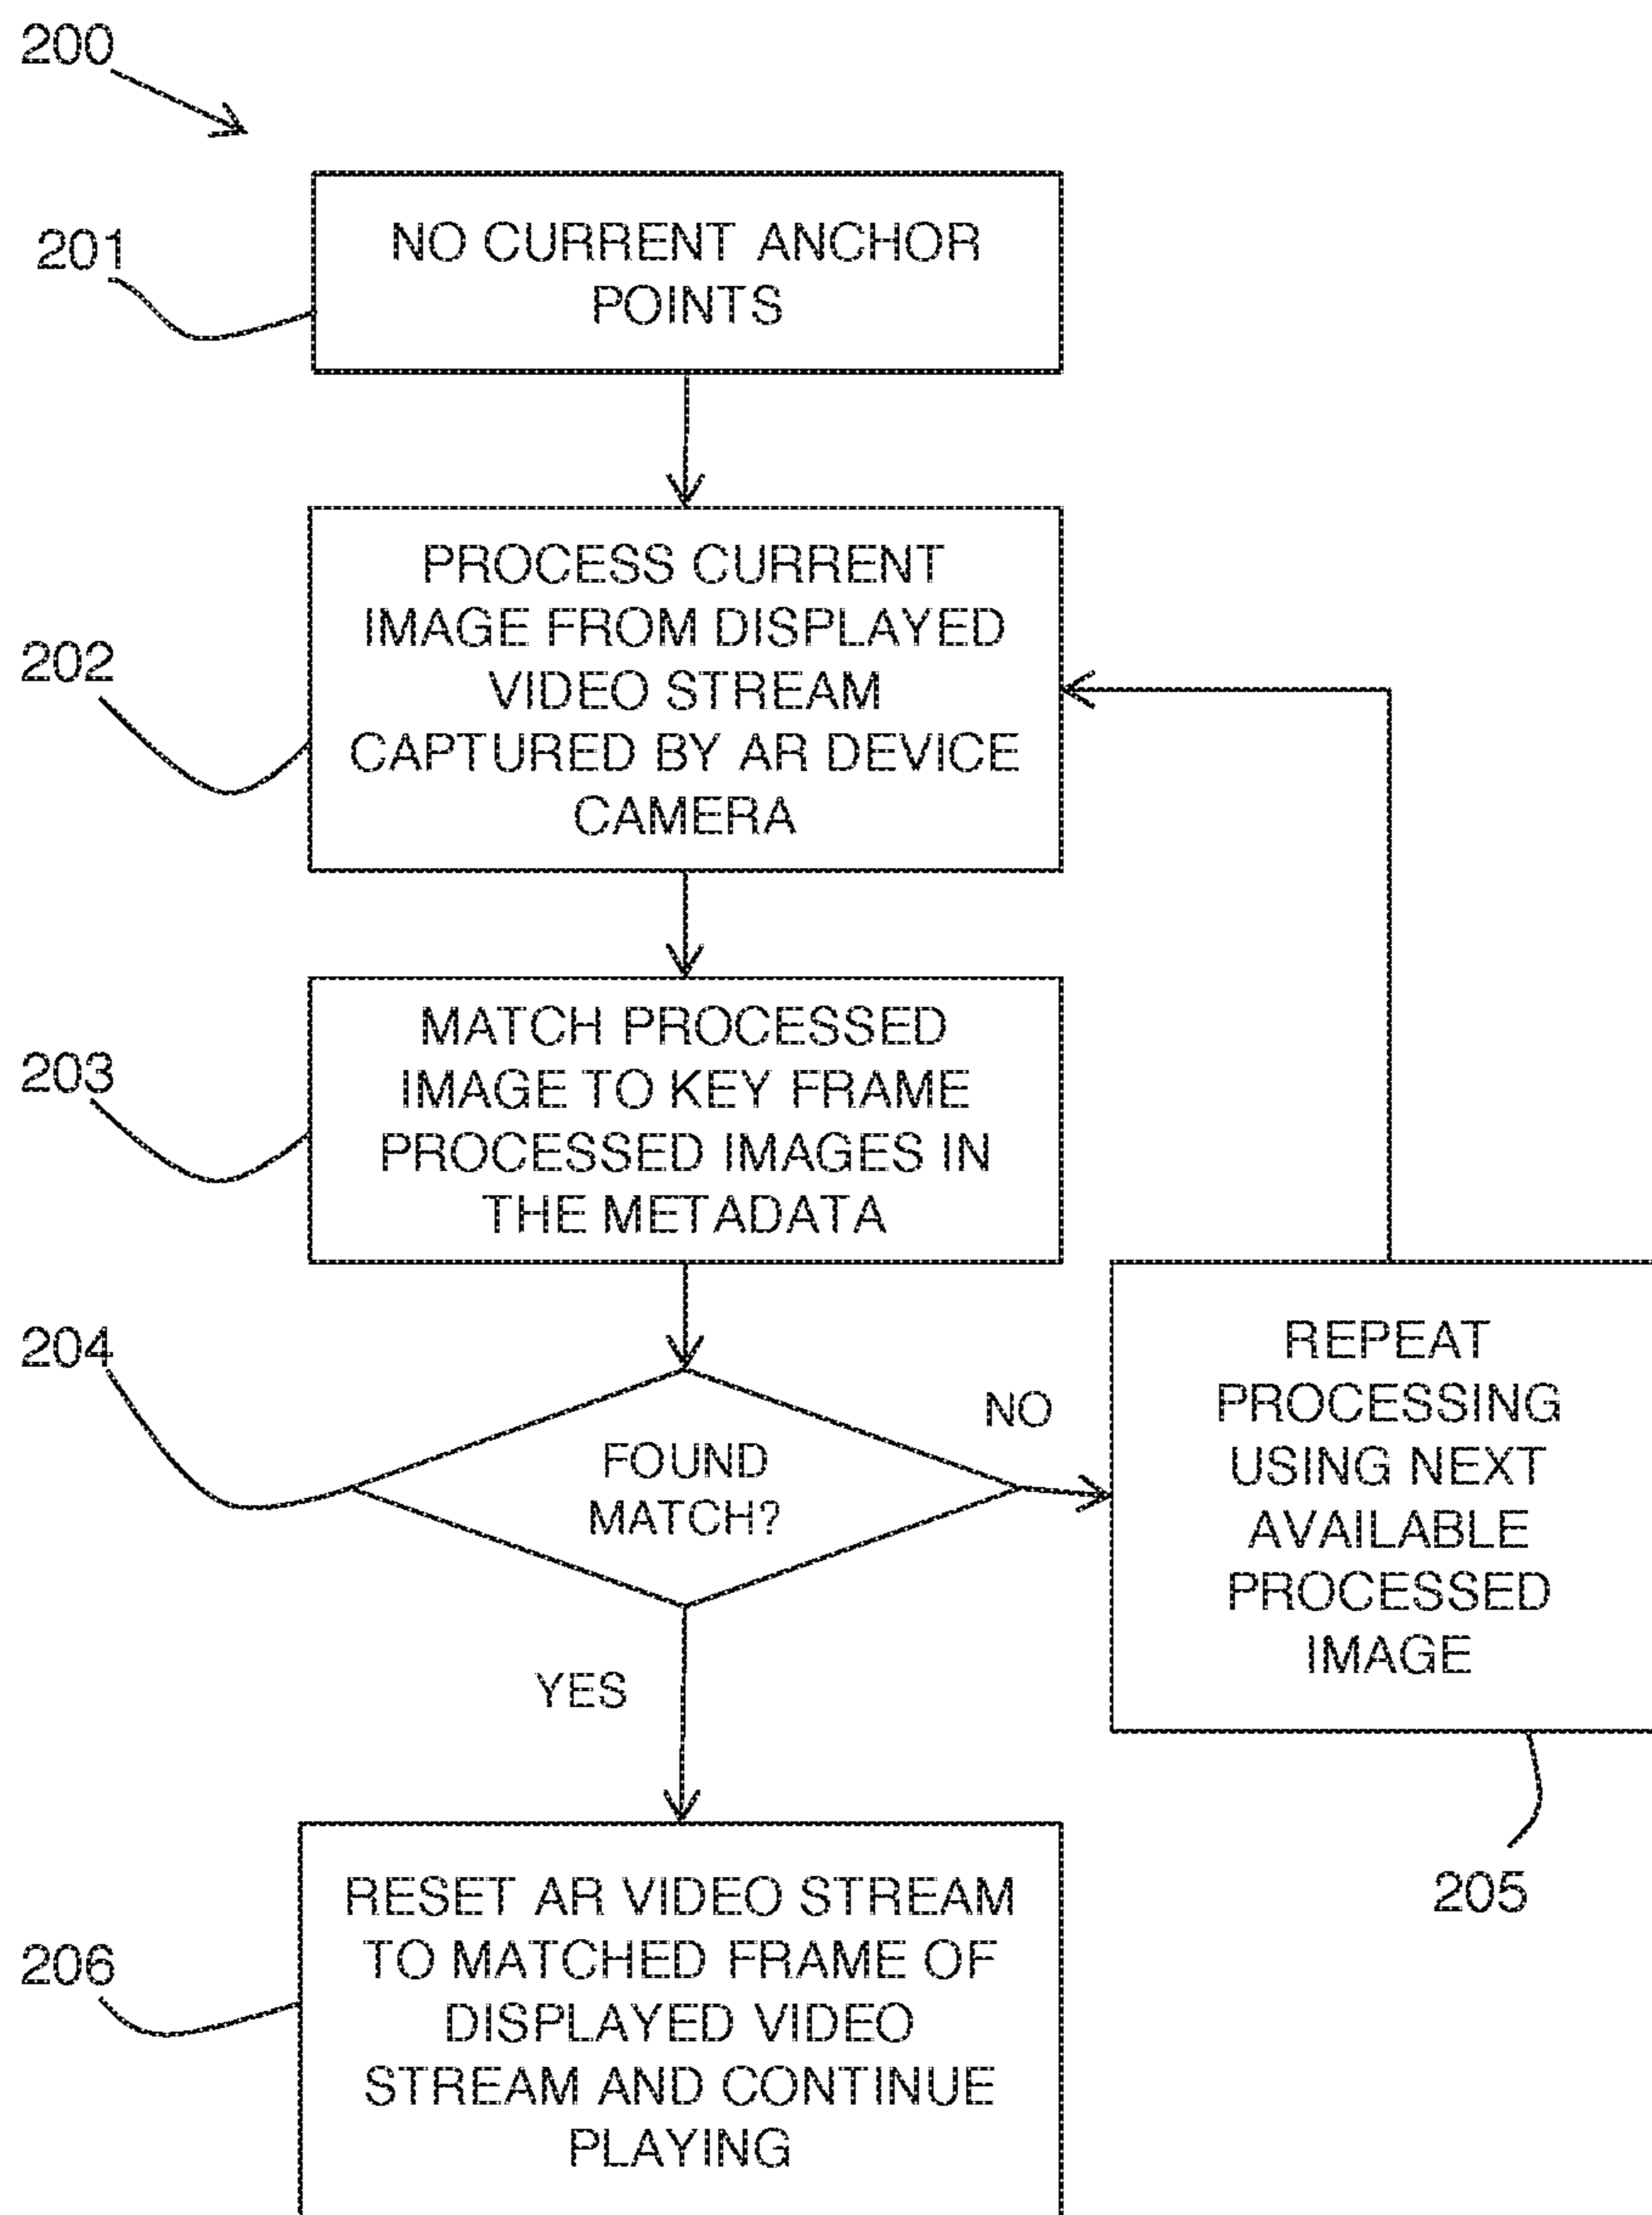 200
201
NO CURRENT ANCHOR
POINTS
202
PROCESS CURRENT
IMAGE FROM DISPLAYED
VIDEO STREAM
CAPTURED BY AR DEVICE
CAMERA
203
MATCH PROCESSED
IMAGE TO KEY FRAME
PROCESSED IMAGES IN
THE METADATA
204
FOUND
MATCH?
NO
REPEAT
PROCESSING
USING NEXT
AVAILABLE
PROCESSED
IMAGE
205
YES
206
RESET AR VIDEO STREAM
TO MATCHED FRAME OF
DISPLAYED VIDEO
STREAM AND CONTINUE
PLAYING